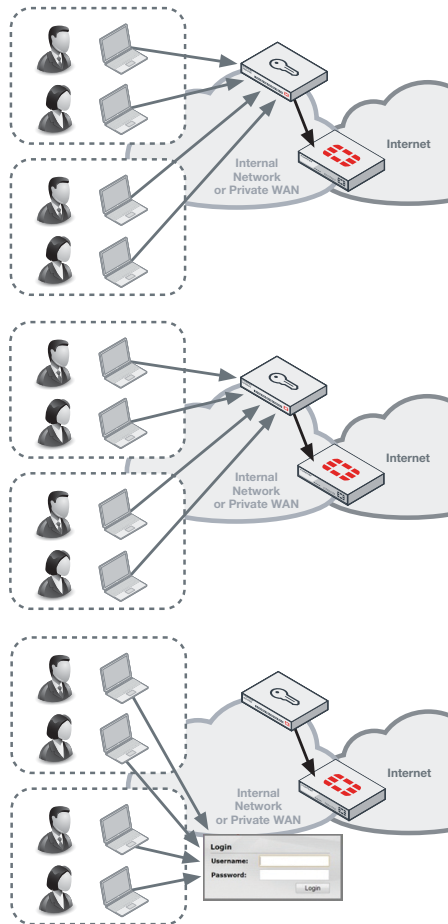 Internal
Network
or Private WAN
Internet
Internal
Network
or Private WAN
Internet
Internal
Network
or Private WAN
Internet
Login
Username:
Password:
Login